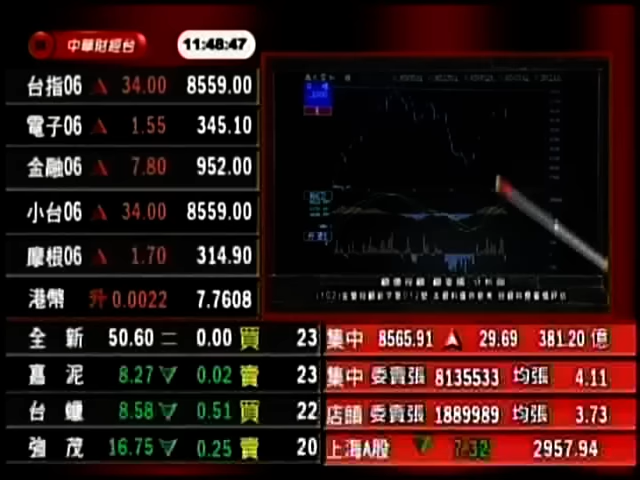 中華財經台 11:48:47
台指06 34.00 8559.00
電子06 1.55 345.10
金融06 7.80 952.00
小台06 34.00 8559.00
摩根06 1.70 314.90
港幣 升 0.0022 7.7608
全新 50.60 二 0.00 買 23
嘉泥 8.27 0.02 賣 23
台蠟 8.58 0.51 買 22
強茂 16.75 0.25 賣 20
集中 8565.91 29.69 381.20 億
集中 委賣張 8135533 均張 4.11
店頭 委賣張 1889989 均張 3.73
上海A股 7.32 2957.94